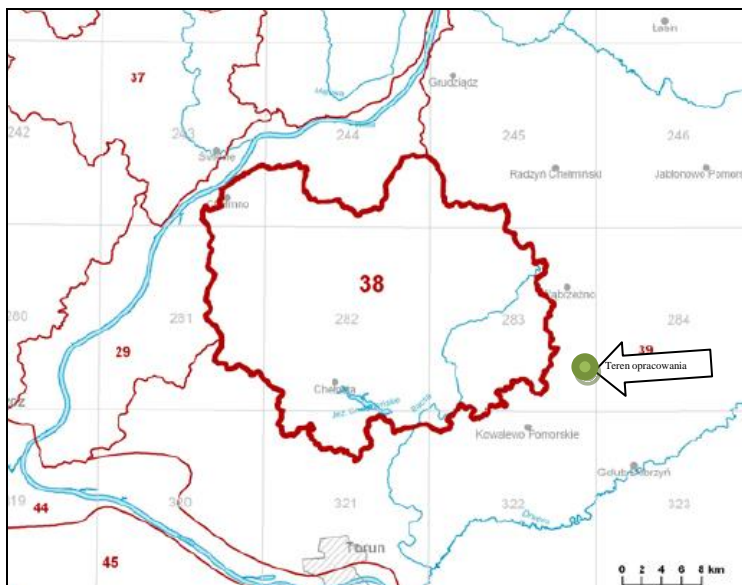 Łasin
37
Grudziądz
242
243
244
245
246
Świecie
Radzyń Chełmiński
Jabłonowo Pomor
Chełmno
38
Wąbrzeźno
280
281
282
283
284
29
39
Teren opracowania
Chełmża
Kowalewo Pomorskie
Golub Dobrzyń
319
320
321
322
323
44
Drwęca
Toruń
45
0 2 4 6 8 km